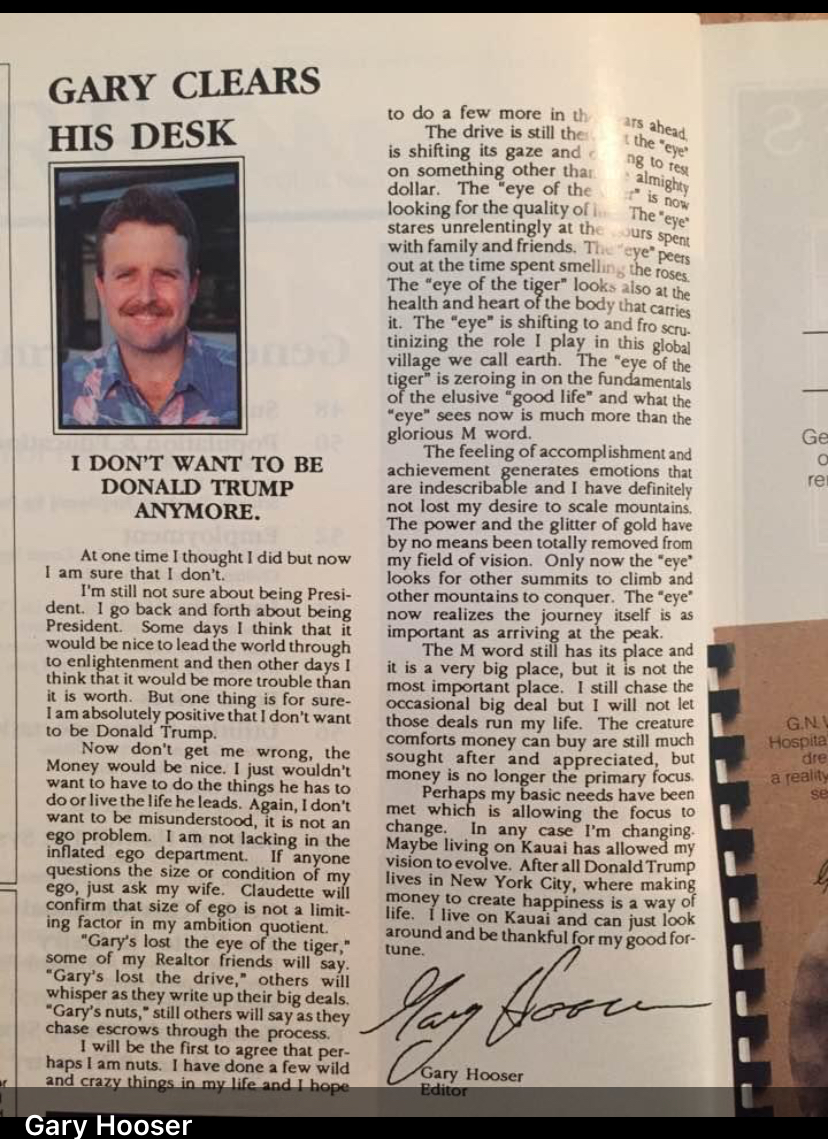 GARY CLEARS
HIS DESK
I DON'T WANT TO BE
DONALD TRUMP
ANYMORE.
At one time I thought I did but now
I am sure that I don't.
I'm still not sure about being Presi-
dent. I go back and forth about being
President. Some days I think that it
would be nice to lead the world through
to enlightenment and then other days I
think that it would be more trouble than
it is worth. But one thing is for sure-
I am absolutely positive that I don't want
to be Donald Trump.
Now don't get me wrong, the
Money would be nice. I just wouldn't
want to have to do the things he has to
do or live the life he leads. Again, I don't
want to be misunderstood, it is not an
ego problem. I am not lacking in the
inflated ego department. If anyone
questions the size or condition of my
ego, just ask my wife. Claudette will
confirm that size of ego is not a limit-
ing factor in my ambition quotient.
"Gary's lost the eye of the tiger,"
some of my Realtor friends will say.
"Gary's lost the drive," others will
whisper as they write up their big deals.
"Gary's nuts," still others will say as they
chase escrows through the process.
I will be the first to agree that per-
haps I am nuts. I have done a few wild
and crazy things in my life and I hope
to do a few more in ahead,
The drive is still the "eye"
is shifting its gaze and to rest
on something other almighty
dollar. The "eye of the is now
looking for the quality of The "eye"
stares unrelentingly at the spent
with family and friends. The "eye" peers
out at the time spent smelling the roses.
The "eye of the tiger" looks also at the
health and heart of the body that carries
it. The "eye" is shifting to and fro scru-
tinizing the role I play in this global
village we call earth. The "eye of the
tiger" is zeroing in on the fundamentals
of the elusive "good life" and what the
"eye" sees now is much more than the
glorious M word.
The feeling of accomplishment and
achievement generates emotions that
are indescribable and I have definitely
not lost my desire to scale mountains.
The power and the glitter of gold have
by no means been totally removed from
my field of vision. Only now the "eye"
looks for other summits to climb and
other mountains to conquer. The "eye"
now realizes the journey itself is as
important as arriving at the peak.
The M word still has its place and
it is a very big place, but it is not the
most important place. I still chase the
occasional big deal but I will not let
those deals run my life. The creature
comforts money can buy are still much
sought after and appreciated, but
money is no longer the primary focus.
Perhaps my basic needs have been
met which is allowing the focus to
change. In any case I'm changing.
Maybe living on Kauai has allowed my
vision to evolve. After all Donald Trump
lives in New York City, where making
money to create happiness is a way of
life. I live on Kauai and can just look
around and be thankful for my good for-
tune.
Gary Hooser
Gary Hooser
Editor
G.N.
Hospita
dre
a reality
se
Gary Hooser